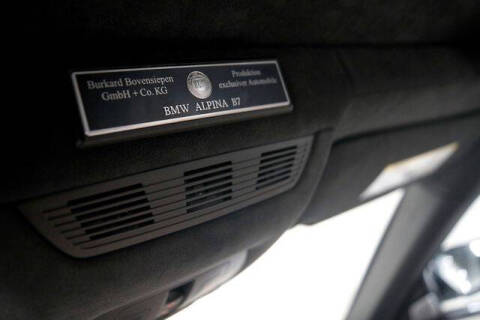 Burkard Bovensiepen
GmbH + Co. KG
Produktion
exclusiver Automobile
BMW ALPINA B7